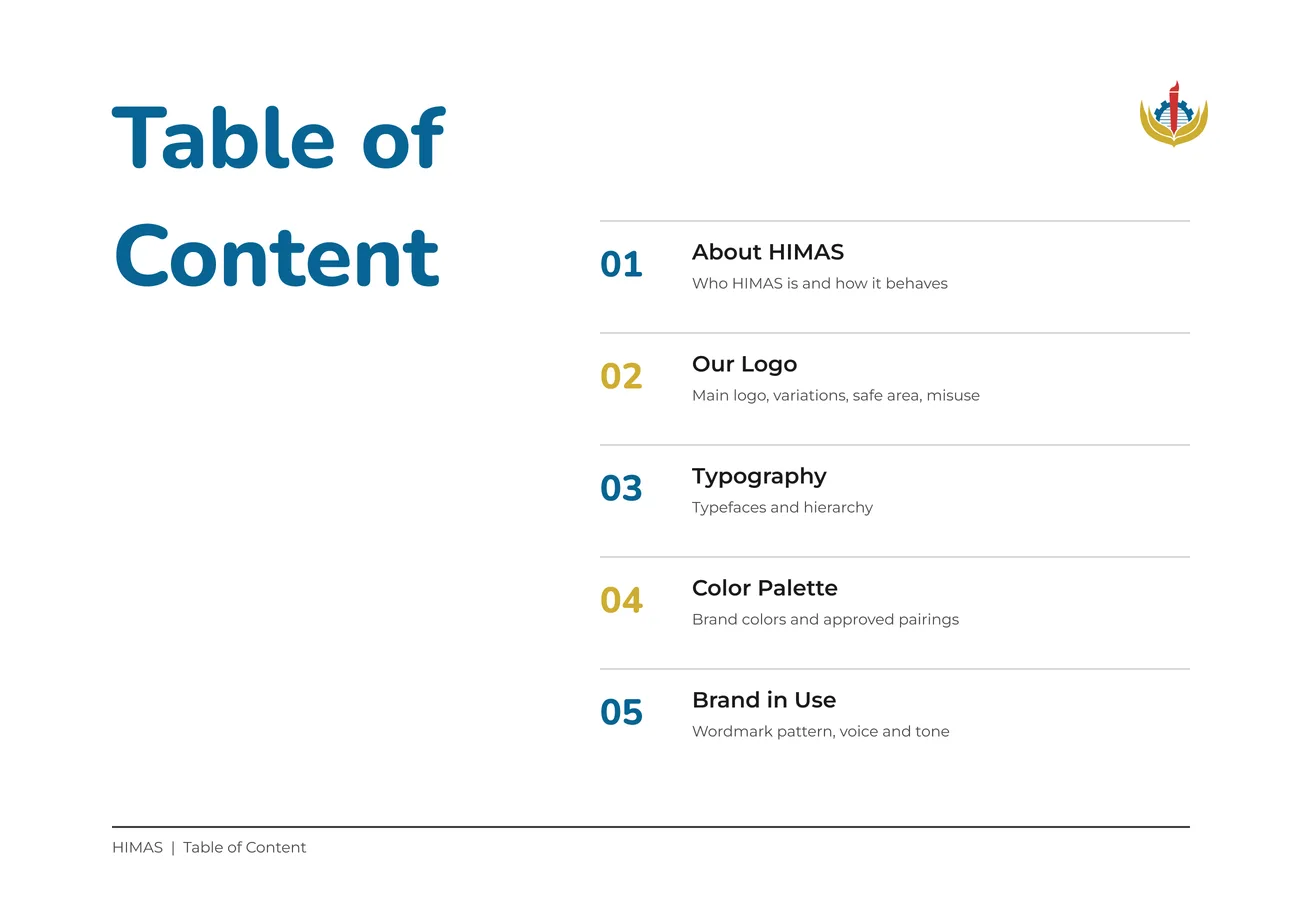 Table of
Content
01
About HIMAS
Who HIMAS is and how it behaves
02
Our Logo
Main logo, variations, safe area, misuse
03
Typography
Typefaces and hierarchy
04
Color Palette
Brand colors and approved pairings
05
Brand in Use
Wordmark pattern, voice and tone
HIMAS | Table of Content